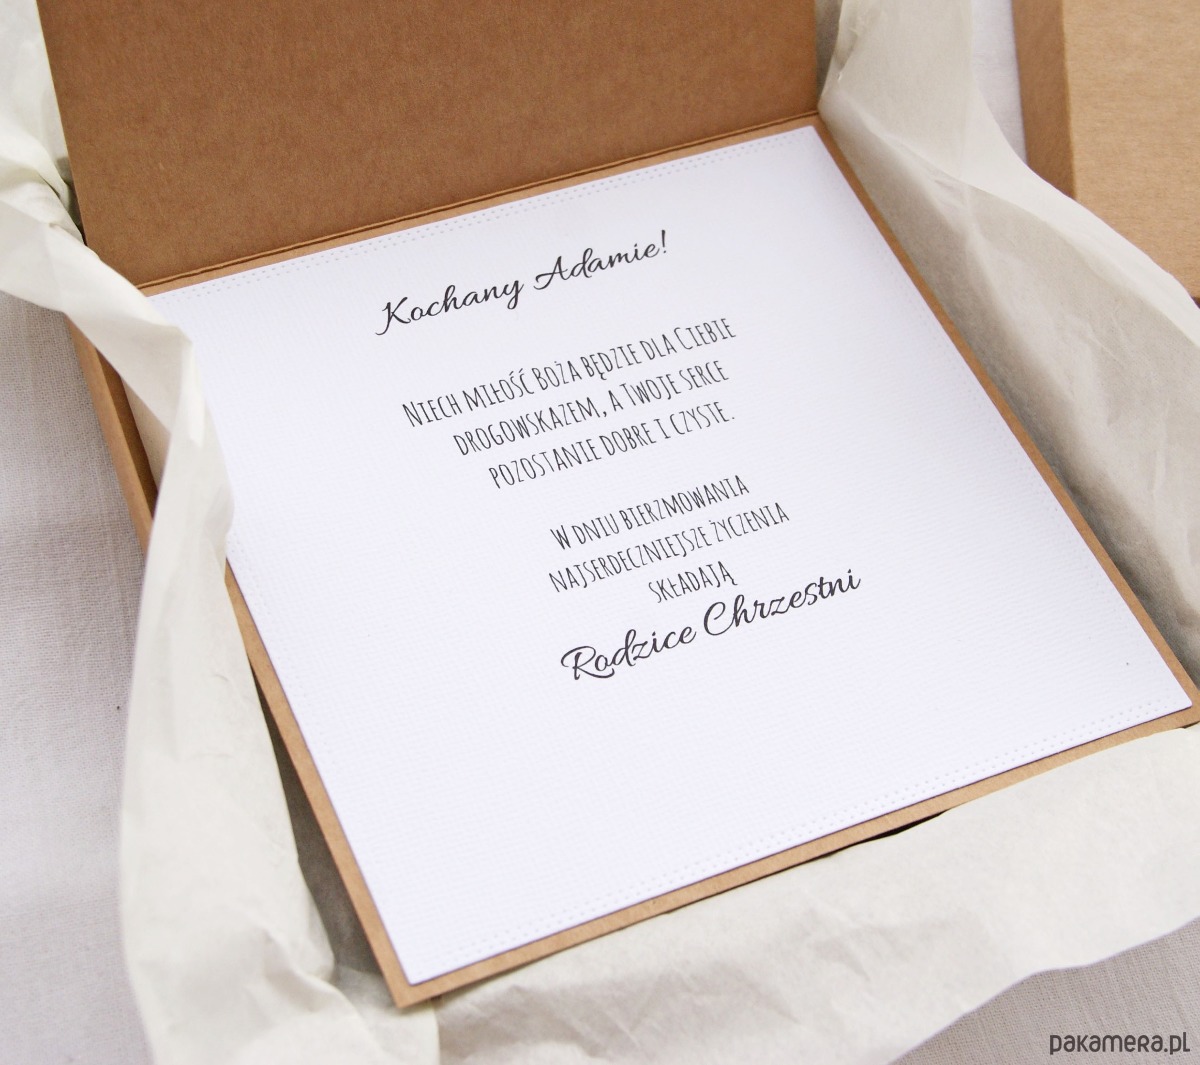 Kochany Adamie!
Niech miłość Boża będzie dla Ciebie
drogowskazem, a Twoje serce
pozostanie dobre i czyste.
W dniu bierzmowania
najserdeczniejsze życzenia
składają
Rodzice Chrzestni
pakamera.pl